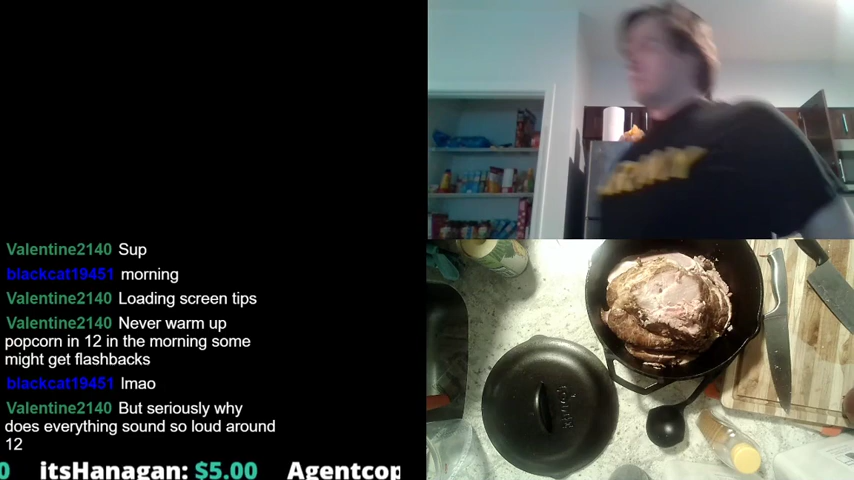 Valentine2140 Sup
blackcat19451 morning
Valentine2140 Loading screen tips
Valentine2140 Never warm up
popcorn in 12 in the morning some
might get flashbacks
blackcat19451 lmao
Valentine2140 But seriously why
does everything sound so loud around
12
0 itsHanagan: $5.00 Agentcop